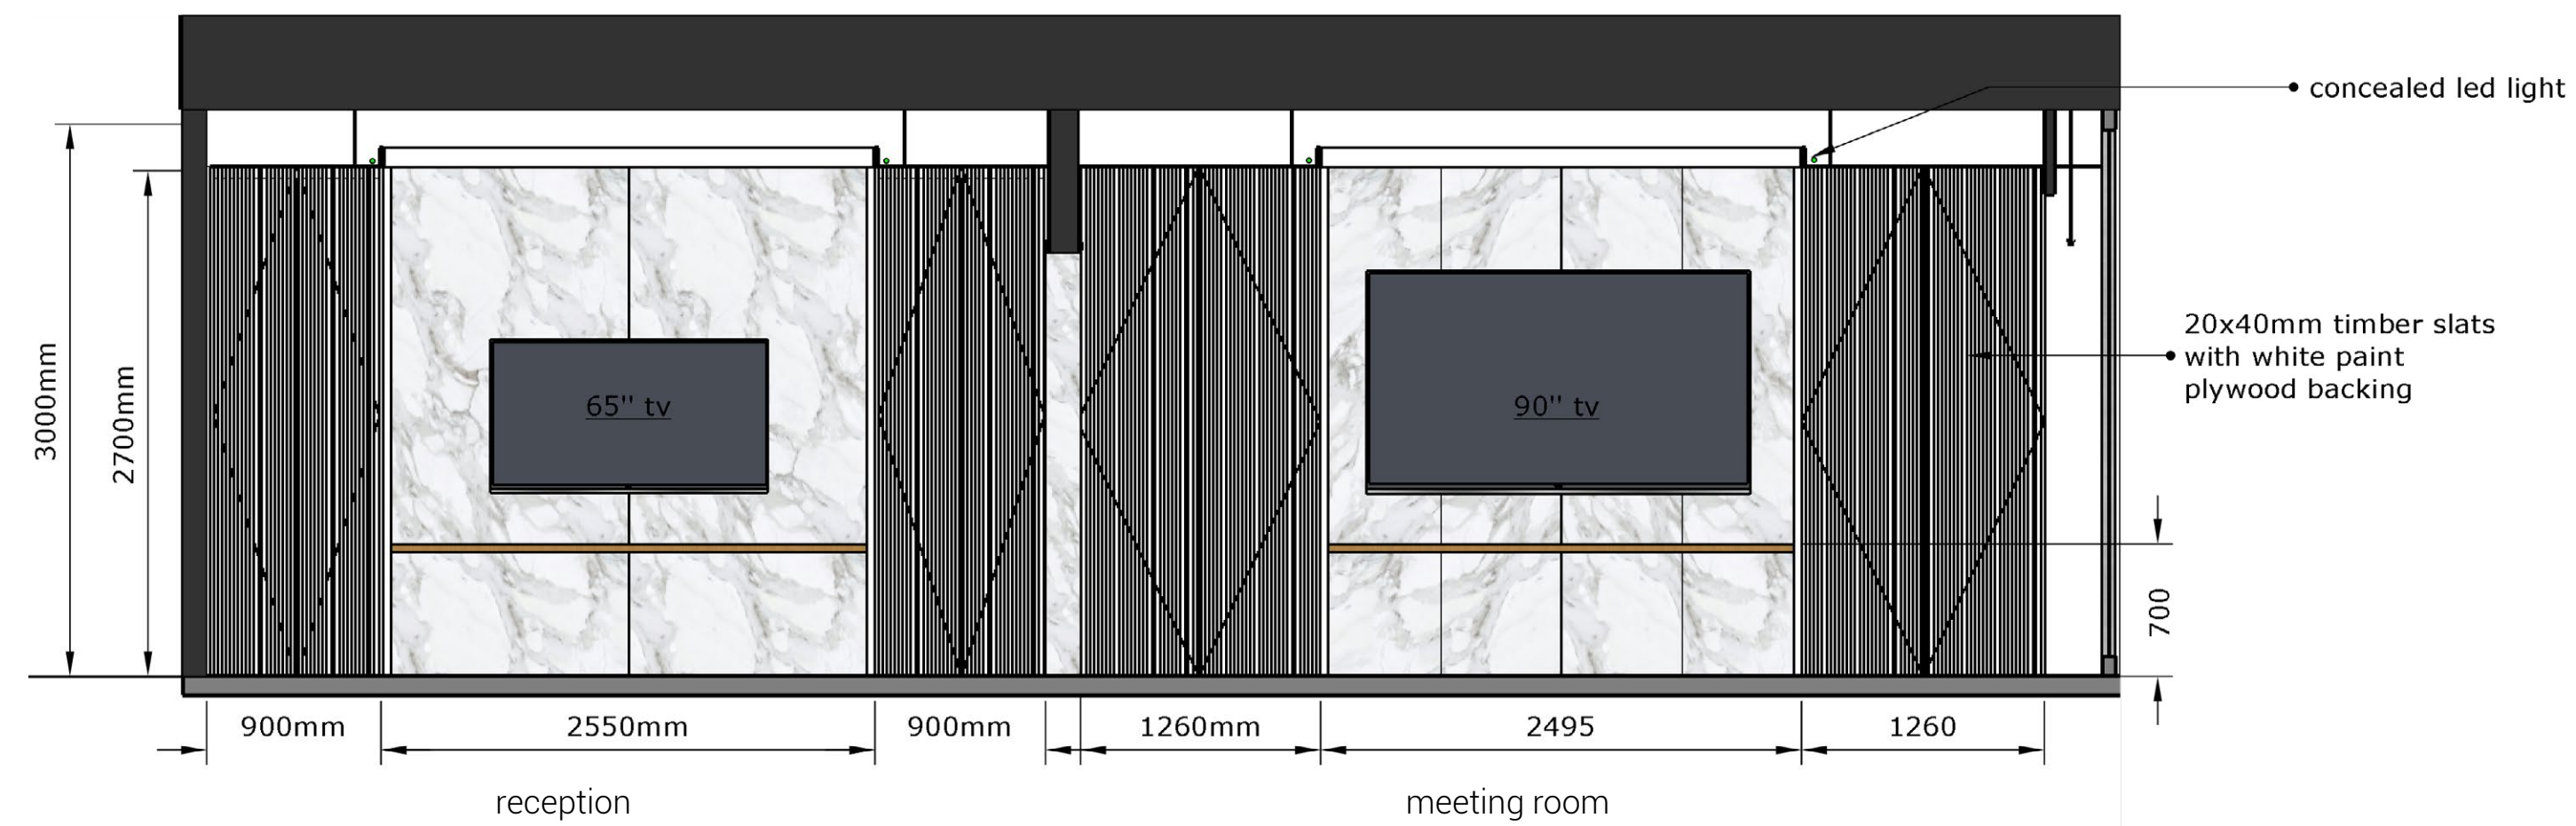 concealed led light
3000mm
2700mm
65'' tv
90'' tv
20x40mm timber slats
with white paint
plywood backing
700
900mm
2550mm
900mm
1260mm
2495
1260
reception
meeting room